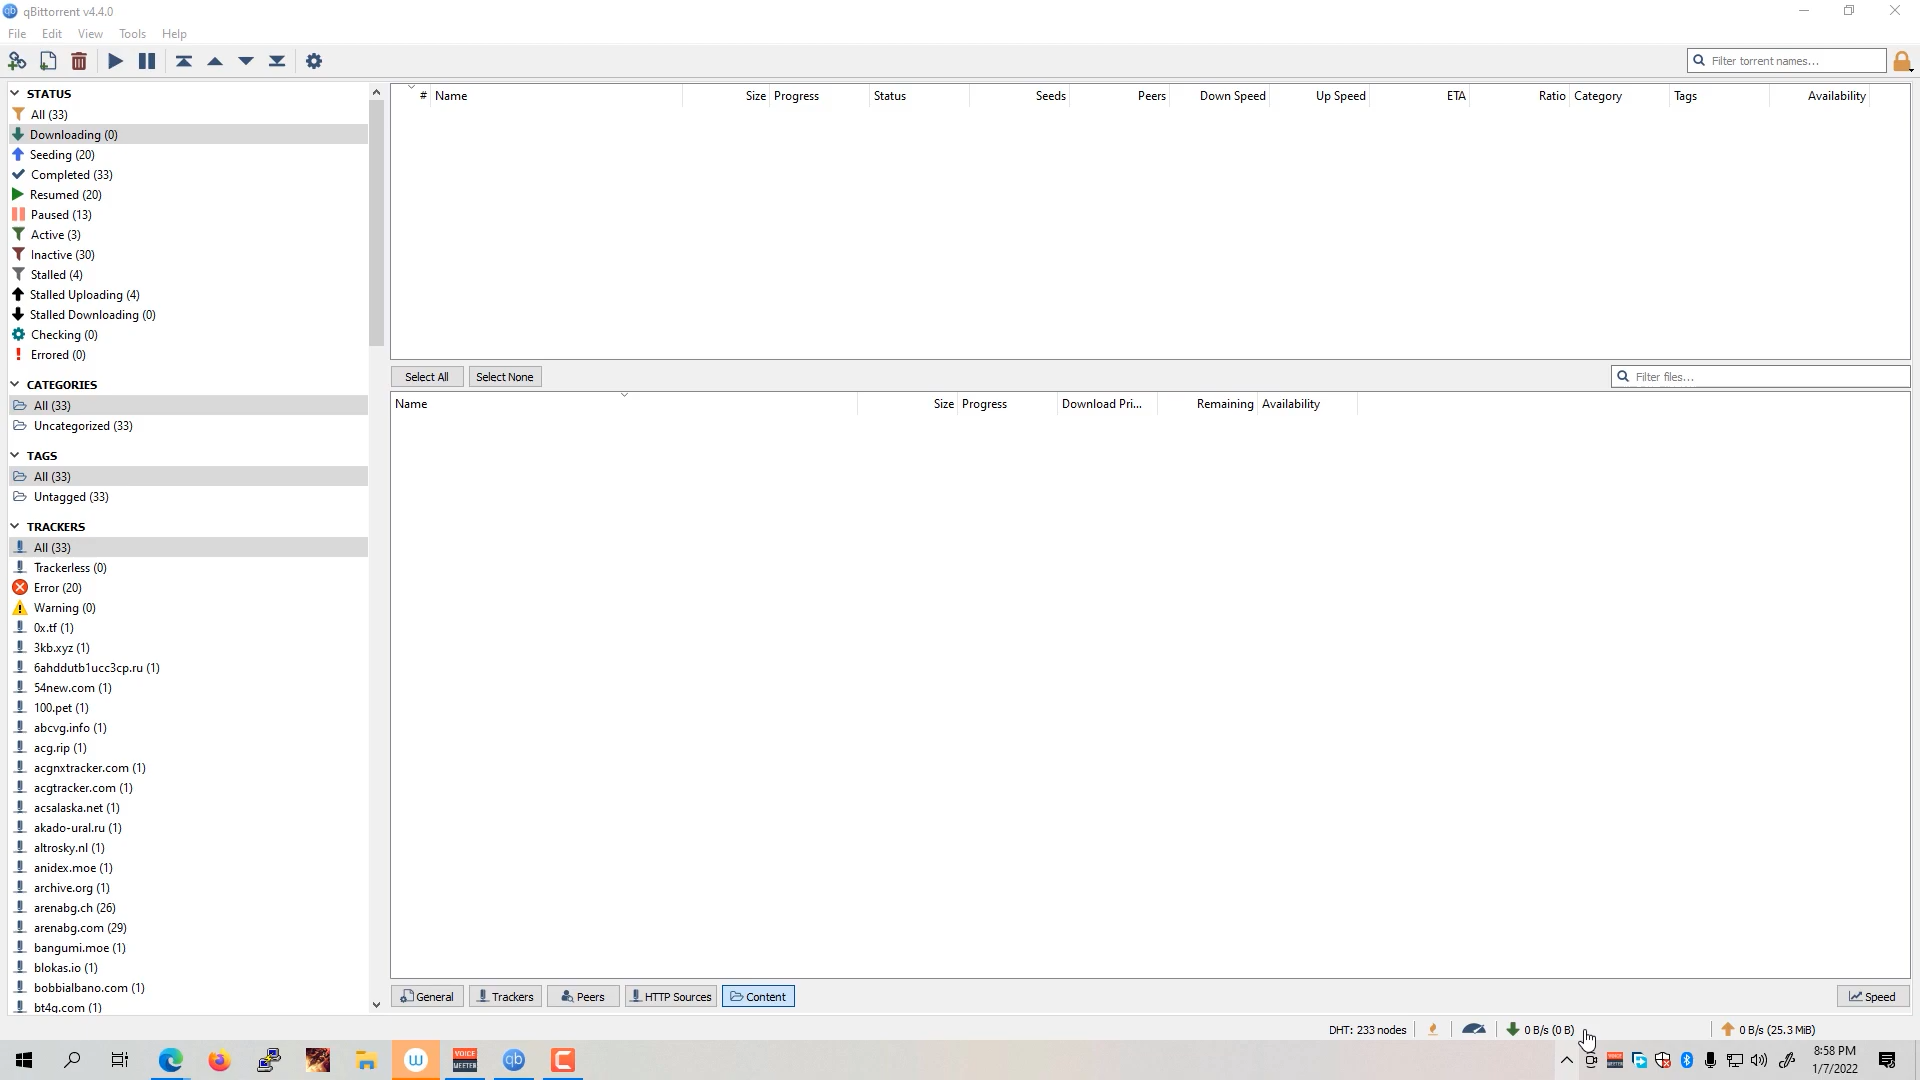 qBittorrent v4.4.0
File Edit View Tools Help
Filter torrent names...
STATUS
All (33)
Downloading (0)
Seeding (20)
Completed (33)
Resumed (20)
Paused (13)
Active (3)
Inactive (30)
Stalled (4)
Stalled Uploading (4)
Stalled Downloading (0)
Checking (0)
Errored (0)
CATEGORIES
All (33)
Uncategorized (33)
TAGS
All (33)
Untagged (33)
TRACKERS
All (33)
Trackerless (0)
Error (20)
Warning (0)
0x.tf (1)
3kb.xyz (1)
6ahddutb1ucc3cp.ru (1)
54new.com (1)
100.pet (1)
abcvg.info (1)
acg.rip (1)
acgnxtracker.com (1)
acgtracker.com (1)
acsalaska.net (1)
akado-ural.ru (1)
altrosky.nl (1)
anidex.moe (1)
archive.org (1)
arenabg.ch (26)
arenabg.com (29)
bangumi.moe (1)
blokas.io (1)
bobbialbano.com (1)
bt4g.com (1)
# Name Size Progress Status Seeds Peers Down Speed Up Speed ETA Ratio Category Tags Availability
Select All Select None Filter files...
Name Size Progress Download Pri... Remaining Availability
General Trackers Peers HTTP Sources Content Speed
DHT: 233 nodes 0 B/s (0 B) 0 B/s (25.3 MiB)
w VOICE MEETER qb C
8:58 PM
1/7/2022